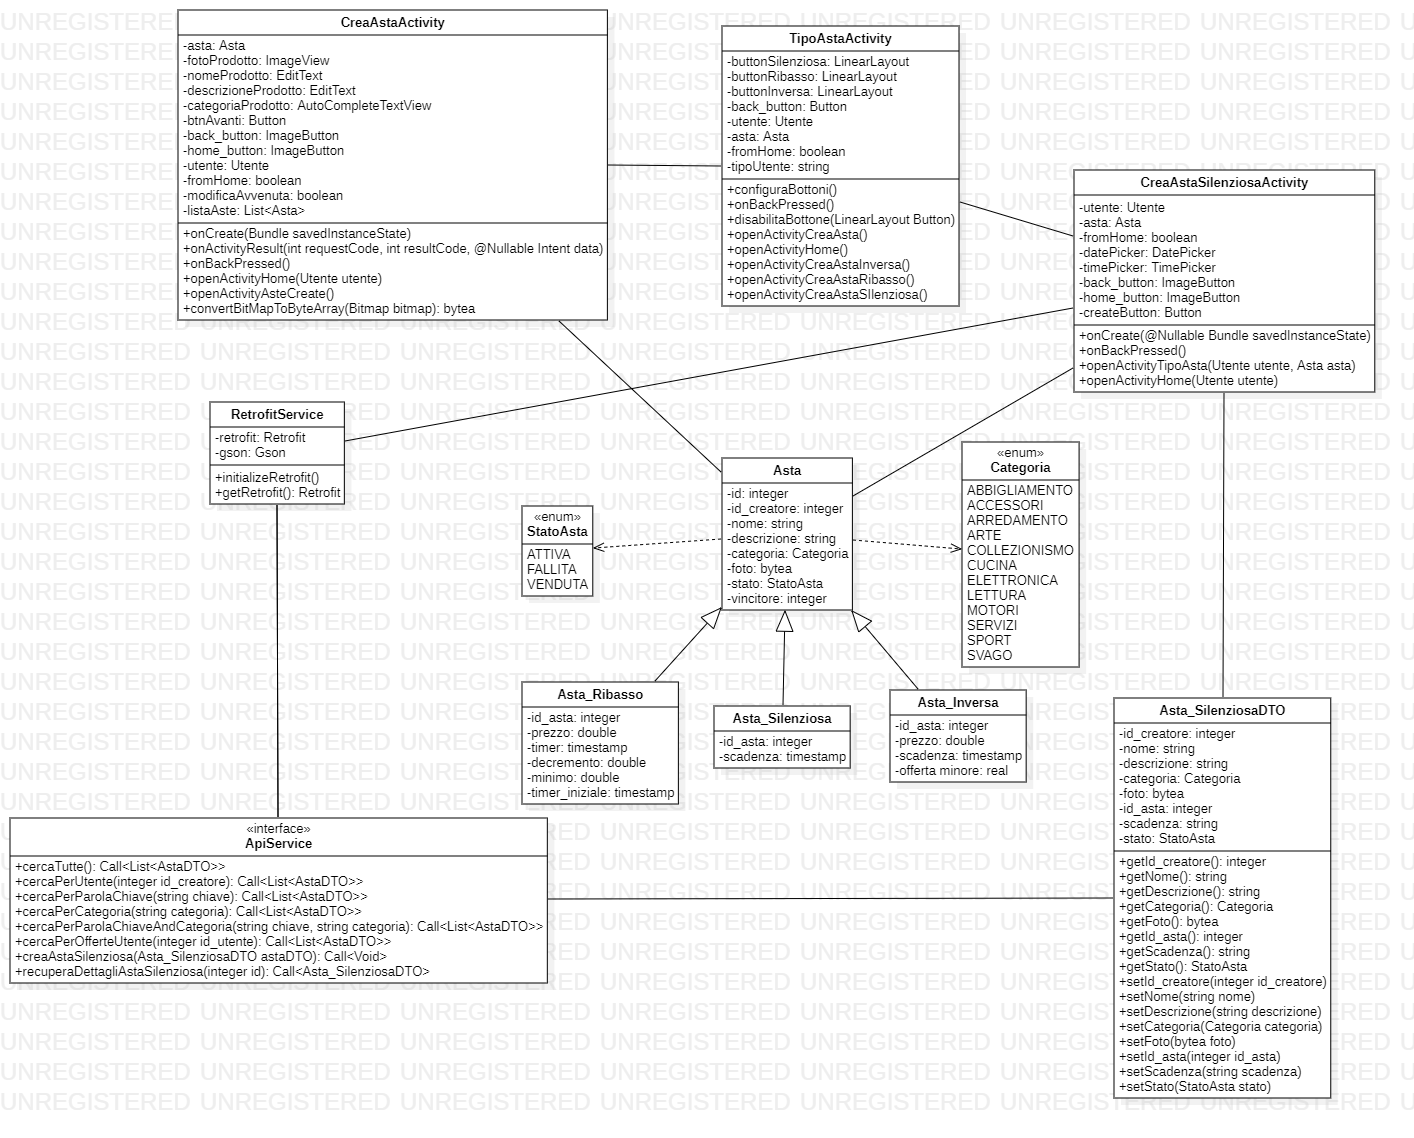 CreaAstaActivity
-asta: Asta
-fotoProdotto: ImageView
-nomeProdotto: EditText
-descrizioneProdotto: EditText
-categoriaProdotto: AutoCompleteTextView
-btnAvanti: Button
-back_button: ImageButton
-home_button: ImageButton
-utente: Utente
-fromHome: boolean
-modificaAvvenuta: boolean
-listaAste: List<Asta>
+onCreate(Bundle savedInstanceState)
+onActivityResult(int requestCode, int resultCode, @Nullable Intent data)
+onBackPressed()
+openActivityHome(Utente utente)
+openActivityAsteCreate()
+convertBitMapToByteArray(Bitmap bitmap): bytea
TipoAstaActivity
-buttonSilenziosa: LinearLayout
-buttonRibasso: LinearLayout
-buttonInversa: LinearLayout
-back_button: Button
-utente: Utente
-asta: Asta
-fromHome: boolean
-tipoUtente: string
+configuraBottoni()
+onBackPressed()
+disabilitaBottone(LinearLayout Button)
+openActivityCreaAsta()
+openActivityHome()
+openActivityCreaAstaInversa()
+openActivityCreaAstaRibasso()
+openActivityCreaAstaSIlenziosa()
CreaAstaSilenziosaActivity
-utente: Utente
-asta: Asta
-fromHome: boolean
-datePicker: DatePicker
-timePicker: TimePicker
-back_button: ImageButton
-home_button: ImageButton
-createButton: Button
+onCreate(@Nullable Bundle savedInstanceState)
+onBackPressed()
+openActivityTipoAsta(Utente utente, Asta asta)
+openActivityHome(Utente utente)
RetrofitService
-retrofit: Retrofit
-gson: Gson
+initializeRetrofit()
+getRetrofit(): Retrofit
«enum»
StatoAsta
ATTIVA
FALLITA
VENDUTA
Asta
-id: integer
-id_creatore: integer
-nome: string
-descrizione: string
-categoria: Categoria
-foto: bytea
-stato: StatoAsta
-vincitore: integer
«enum»
Categoria
ABBIGLIAMENTO
ACCESSORI
ARREDAMENTO
ARTE
COLLEZIONISMO
CUCINA
ELETTRONICA
LETTURA
MOTORI
SERVIZI
SPORT
SVAGO
Asta_Ribasso
-id_asta: integer
-prezzo: double
-timer: timestamp
-decremento: double
-minimo: double
-timer_iniziale: timestamp
Asta_Silenziosa
-id_asta: integer
-scadenza: timestamp
Asta_Inversa
-id_asta: integer
-prezzo: double
-scadenza: timestamp
-offerta minore: real
Asta_SilenziosaDTO
-id_creatore: integer
-nome: string
-descrizione: string
-categoria: Categoria
-foto: bytea
-id_asta: integer
-scadenza: string
-stato: StatoAsta
+getId_creatore(): integer
+getNome(): string
+getDescrizione(): string
+getCategoria(): Categoria
+getFoto(): bytea
+getId_asta(): integer
+getScadenza(): string
+getStato(): StatoAsta
+setId_creatore(integer id_creatore)
+setNome(string nome)
+setDescrizione(string descrizione)
+setCategoria(Categoria categoria)
+setFoto(bytea foto)
+setId_asta(integer id_asta)
+setScadenza(string scadenza)
+setStato(StatoAsta stato)
«interface»
ApiService
+cercaTutte(): Call<List<AstaDTO>>
+cercaPerUtente(integer id_creatore): Call<List<AstaDTO>>
+cercaPerParolaChiave(string chiave): Call<List<AstaDTO>>
+cercaPerCategoria(string categoria): Call<List<AstaDTO>>
+cercaPerParolaChiaveAndCategoria(string chiave, string categoria): Call<List<AstaDTO>>
+cercaPerOfferteUtente(integer id_utente): Call<List<AstaDTO>>
+creaAstaSilenziosa(Asta_SilenziosaDTO astaDTO): Call<Void>
+recuperaDettagliAstaSilenziosa(integer id): Call<Asta_SilenziosaDTO>